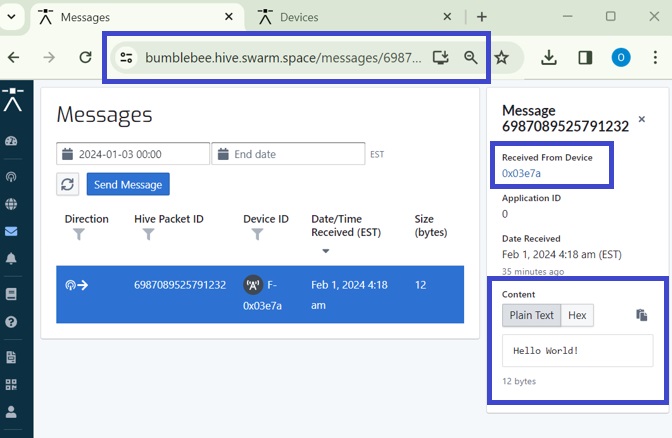 Messages
Devices
bumblebee.hive.swarm.space/messages/6987...
O
Messages
2024-01-03 00:00
End date
EST
Send Message
Direction
Hive Packet ID
Device ID
Date/Time
Received (EST)
Size
(bytes)
6987089525791232
F-
0x03e7a
Feb 1, 2024 4:18
am
12
Message
6987089525791232
Received From Device
0x03e7a
Application ID
0
Date Received
Feb 1, 2024 4:18 am (EST)
35 minutes ago
Content
Plain Text
Hex
Hello World!
12 bytes